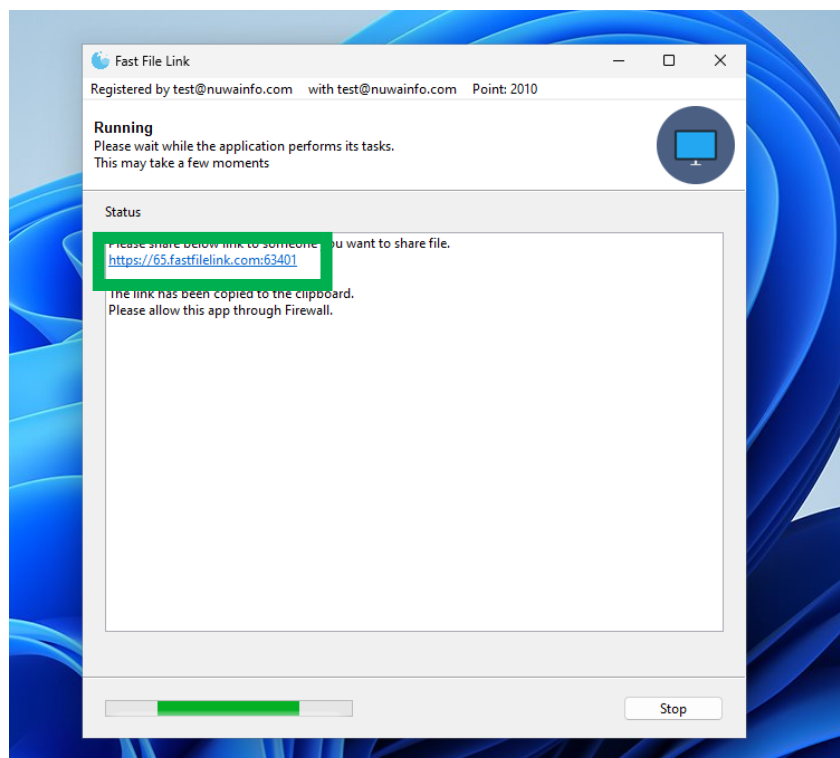 Fast File Link
Registered by test@nuwainfo.com with test@nuwainfo.com Point: 2010
Running
Please wait while the application performs its tasks.
This may take a few moments
Status
Please share below link to someone you want to share file.
https://65.fastfilelink.com:63401
The link has been copied to the clipboard.
Please allow this app through Firewall.
Stop